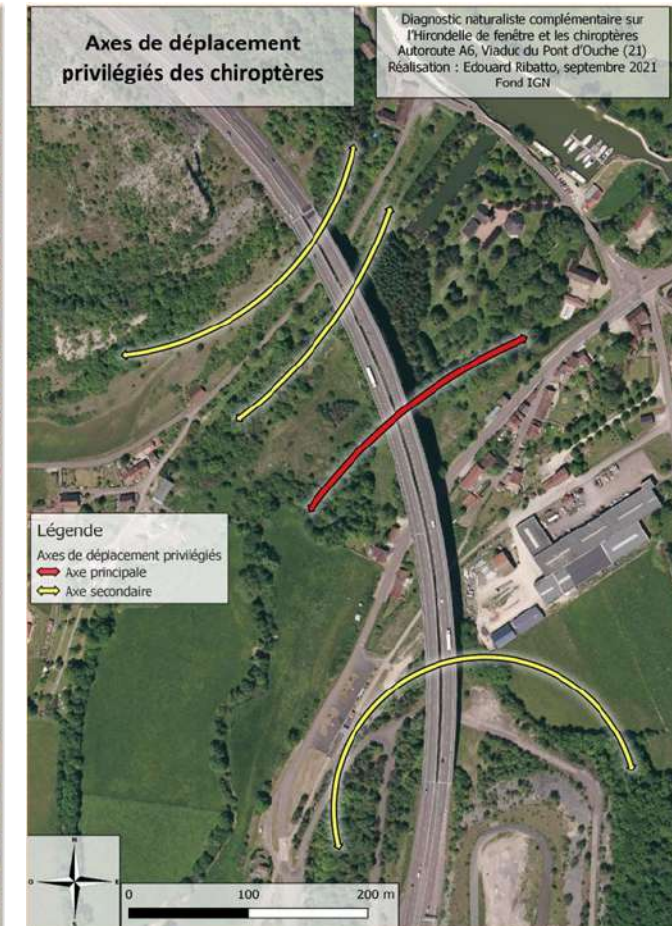 Axes de déplacement
privilégiés des chiroptères
Diagnostic naturaliste complémentaire sur
l'Hirondelle de fenêtre et les chiroptères
Autoroute A6, Viaduc du Pont d'Ouche (21)
Réalisation : Edouard Ribatto, septembre 2021
Fond IGN
Légende
Axes de déplacement privilégiés
Axe principale
Axe secondaire
N
O
E
S
0 100 200 m